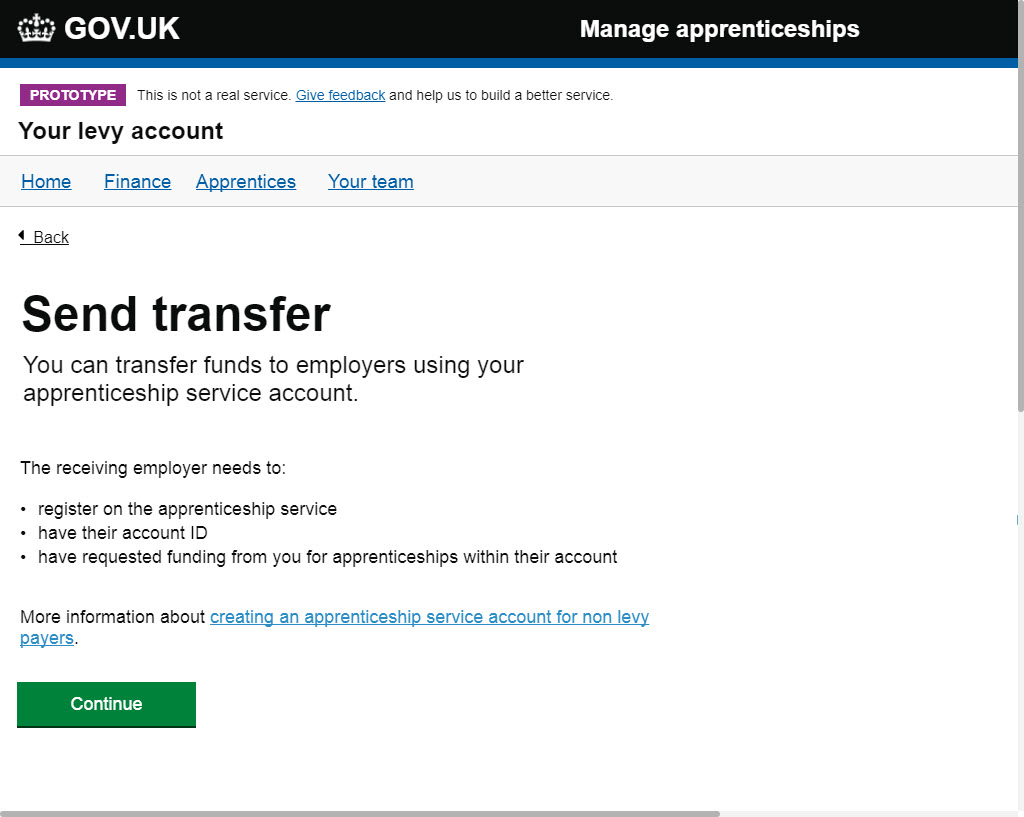 GOV.UK
Manage apprenticeships
PROTOTYPE This is not a real service. Give feedback and help us to build a better service.
Your levy account
Home Finance Apprentices Your team
Back
Send transfer
You can transfer funds to employers using your
apprenticeship service account.
The receiving employer needs to:
• register on the apprenticeship service
• have their account ID
• have requested funding from you for apprenticeships within their account
More information about creating an apprenticeship service account for non levy
payers.
Continue